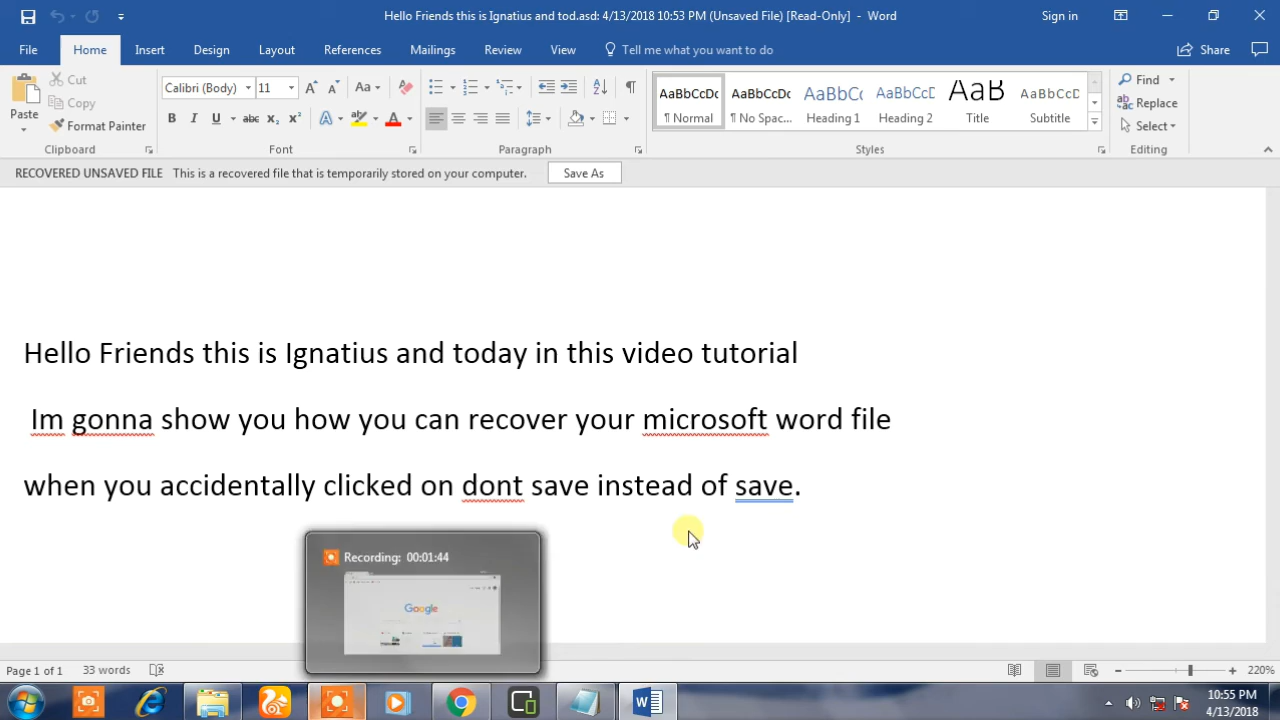 Hello Friends this is Ignatius and tod.asd: 4/13/2018 10:53 PM (Unsaved File) [Read-Only] - Word
Sign in
File Home Insert Design Layout References Mailings Review View Tell me what you want to do
Share
Paste
Cut
Copy
Format Painter
Clipboard
Calibri (Body) 11
Font
Paragraph
AaBbCcDc AaBbCcDc AaBbCc AaBbCcD AaB AaBbCcD
¶ Normal ¶ No Spac... Heading 1 Heading 2 Title Subtitle
Styles
Find
Replace
Select
Editing
RECOVERED UNSAVED FILE This is a recovered file that is temporarily stored on your computer. Save As
Hello Friends this is Ignatius and today in this video tutorial
Im gonna show you how you can recover your microsoft word file
when you accidentally clicked on dont save instead of save.
Recording: 00:01:44
Google
Page 1 of 1 33 words
220%
10:55 PM
4/13/2018